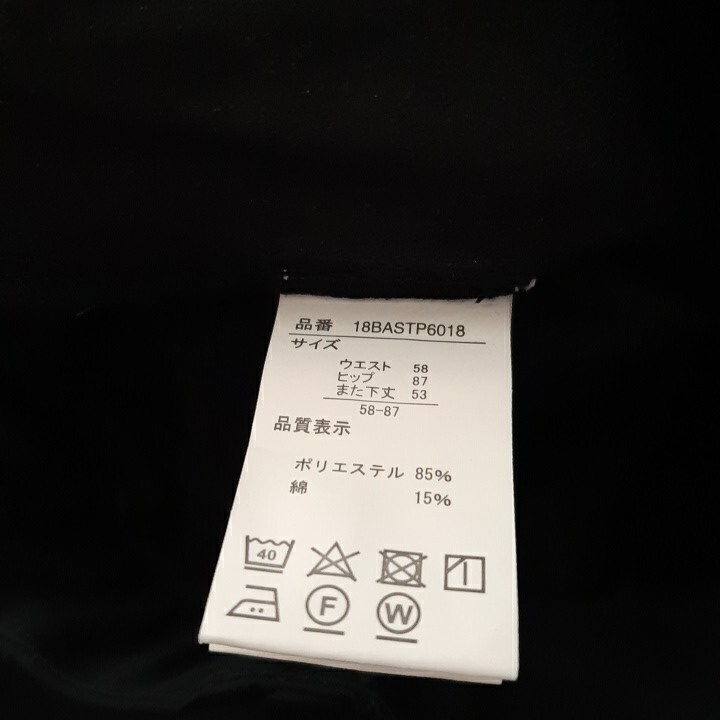 品番 18BASTP6018
サイズ
ウエスト 58
ヒップ 87
また下丈 53
58-87
品質表示
ポリエステル 85%
綿 15%
40
F W